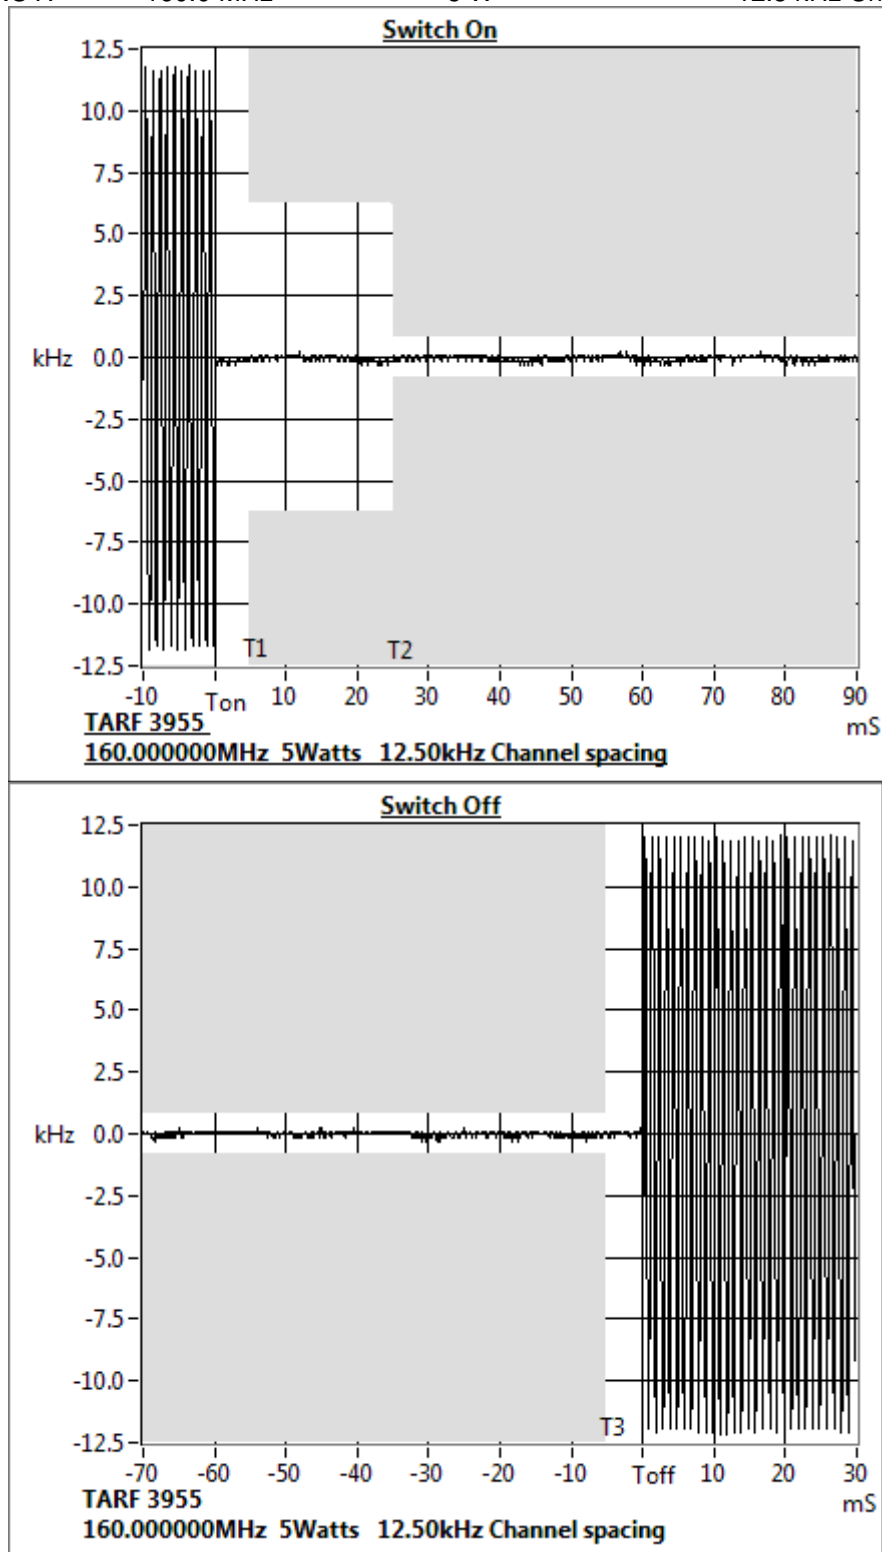 Switch On
12.5
10.0
7.5
5.0
2.5
kHz 0.0
-2.5
-5.0
-7.5
-10.0
-12.5
T1 T2
-10 Ton 10 20 30 40 50 60 70 80 90
mS
TARF 3955
160.000000MHz 5Watts 12.50kHz Channel spacing
Switch Off
12.5
10.0
7.5
5.0
2.5
kHz 0.0
-2.5
-5.0
-7.5
-10.0
-12.5
T3
-70 -60 -50 -40 -30 -20 -10 Toff 10 20 30
mS
TARF 3955
160.000000MHz 5Watts 12.50kHz Channel spacing